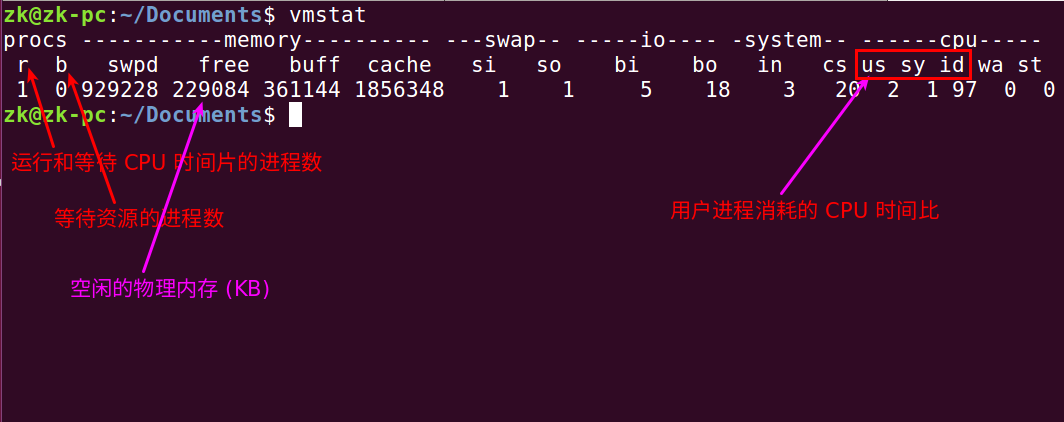 zk@zk-pc:~/Documents$ vmstat
procs -----------memory---------- ---swap-- -----io---- -system-- ------cpu-----
r b swpd free buff cache si so bi bo in cs us sy id wa st
1 0 929228 229084 361144 1856348 1 1 5 18 3 20 2 1 97 0 0
zk@zk-pc:~/Documents$
运行和等待 CPU 时间片的进程数
等待资源的进程数
用户进程消耗的 CPU 时间比
空闲的物理内存 (KB)